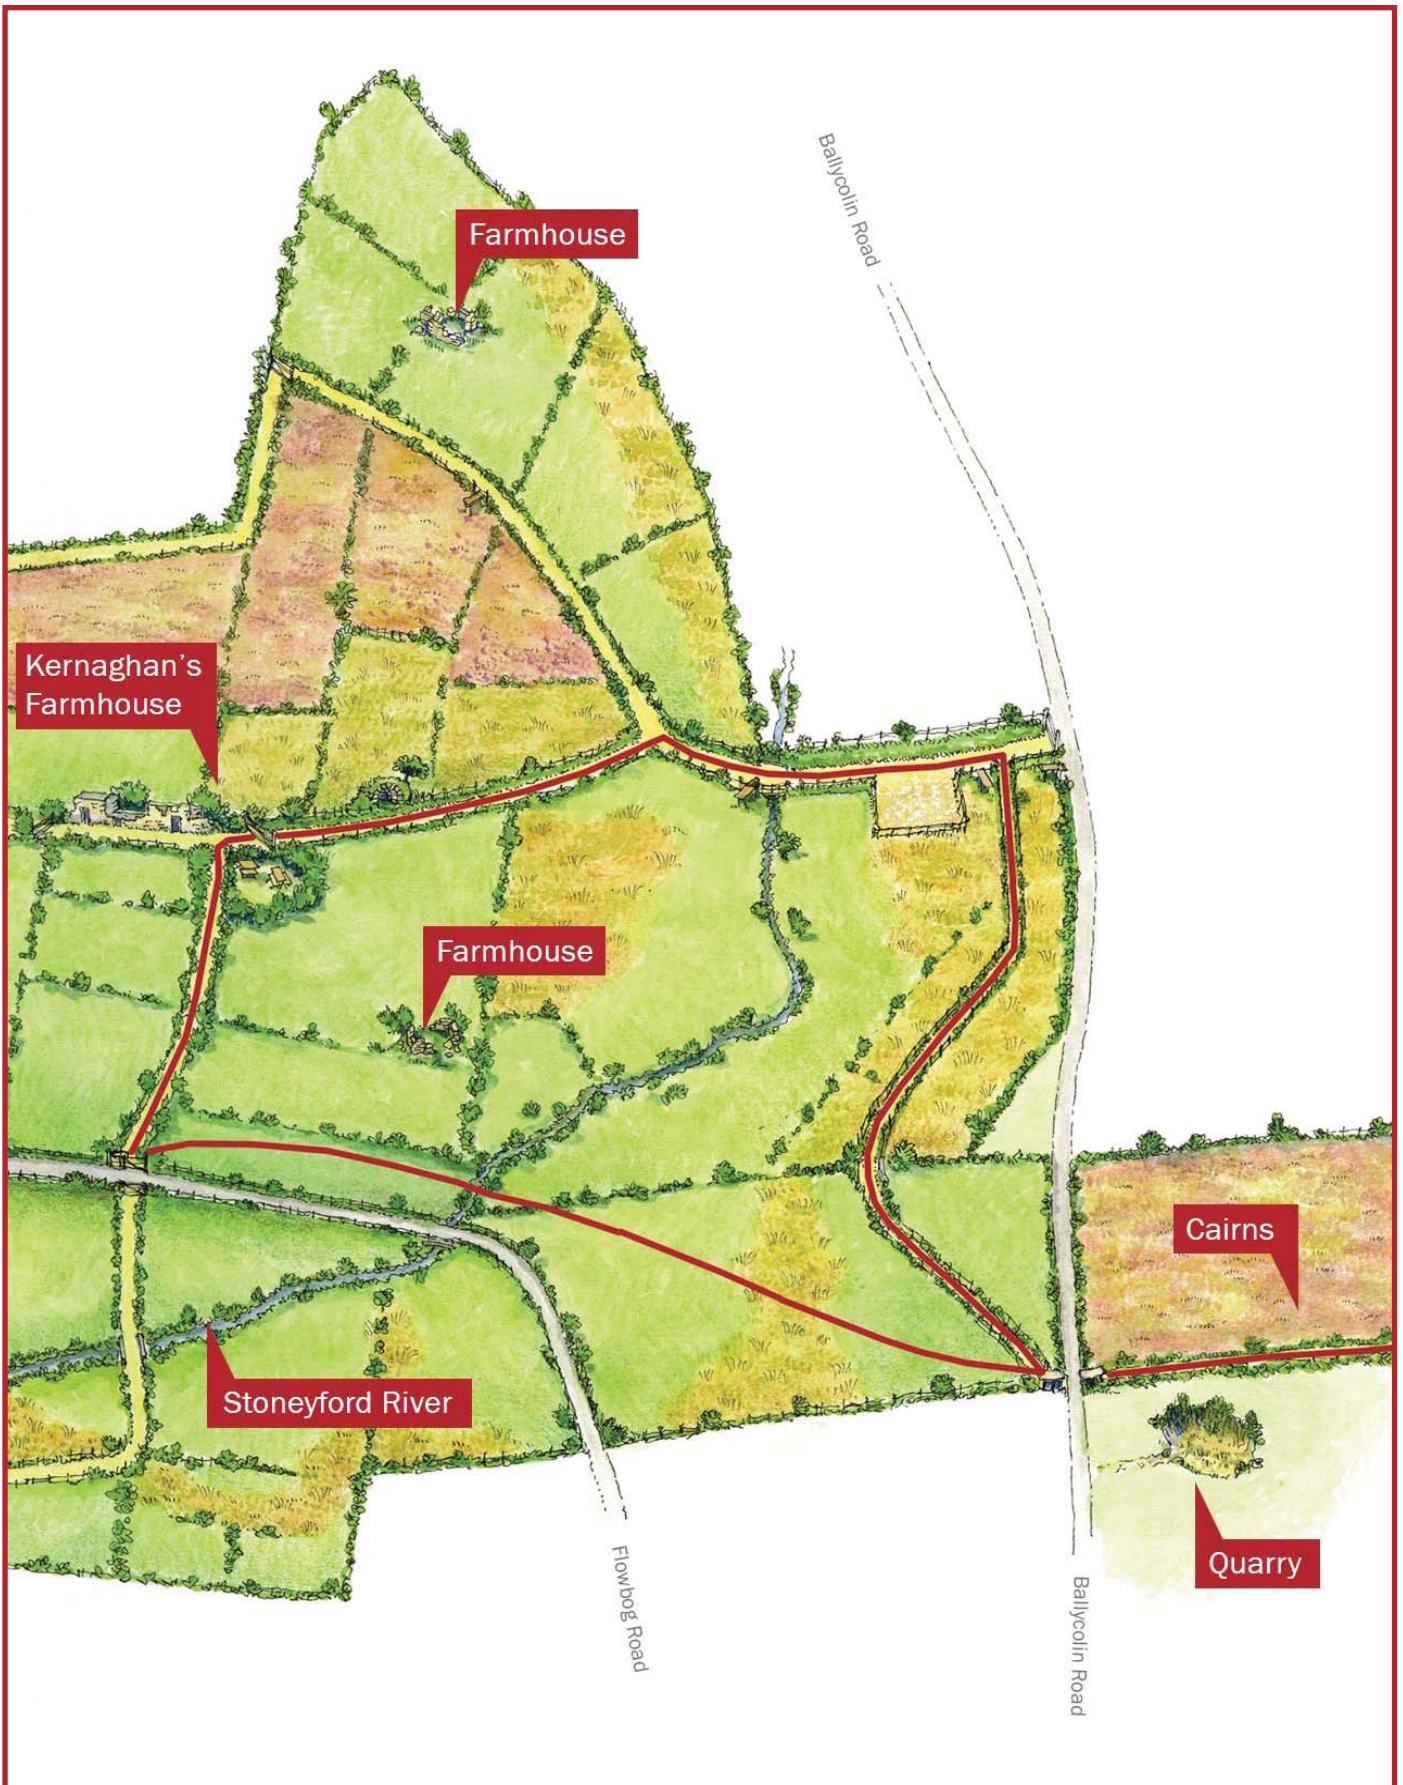 Ballycolin Road
Farmhouse
Kernaghan's
Farmhouse
Farmhouse
Cairns
Stoneyford River
Quarry
Flowbog Road
Ballycolin Road